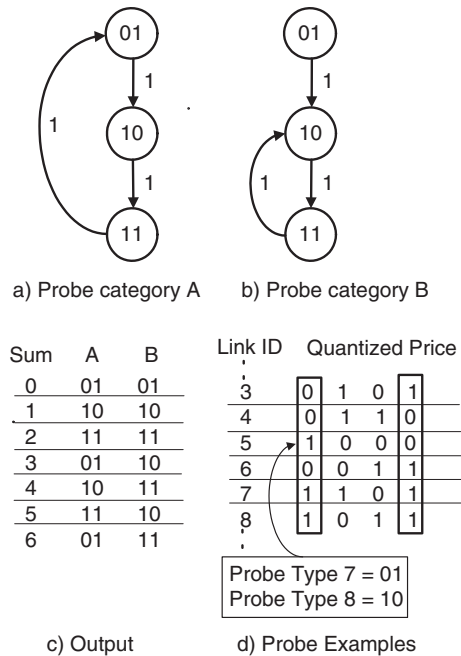 01
1
10
1
11
1
a) Probe category A
01
1
10
1
11
1
b) Probe category B
Sum A B
0 01 01
1 10 10
2 11 11
3 01 10
4 10 11
5 11 10
6 01 11
c) Output
Link ID Quantized Price
3 0 1 0 1
4 0 1 1 0
5 1 0 0 0
6 0 0 1 1
7 1 1 0 1
8 1 0 1 1
Probe Type 7 = 01
Probe Type 8 = 10
d) Probe Examples